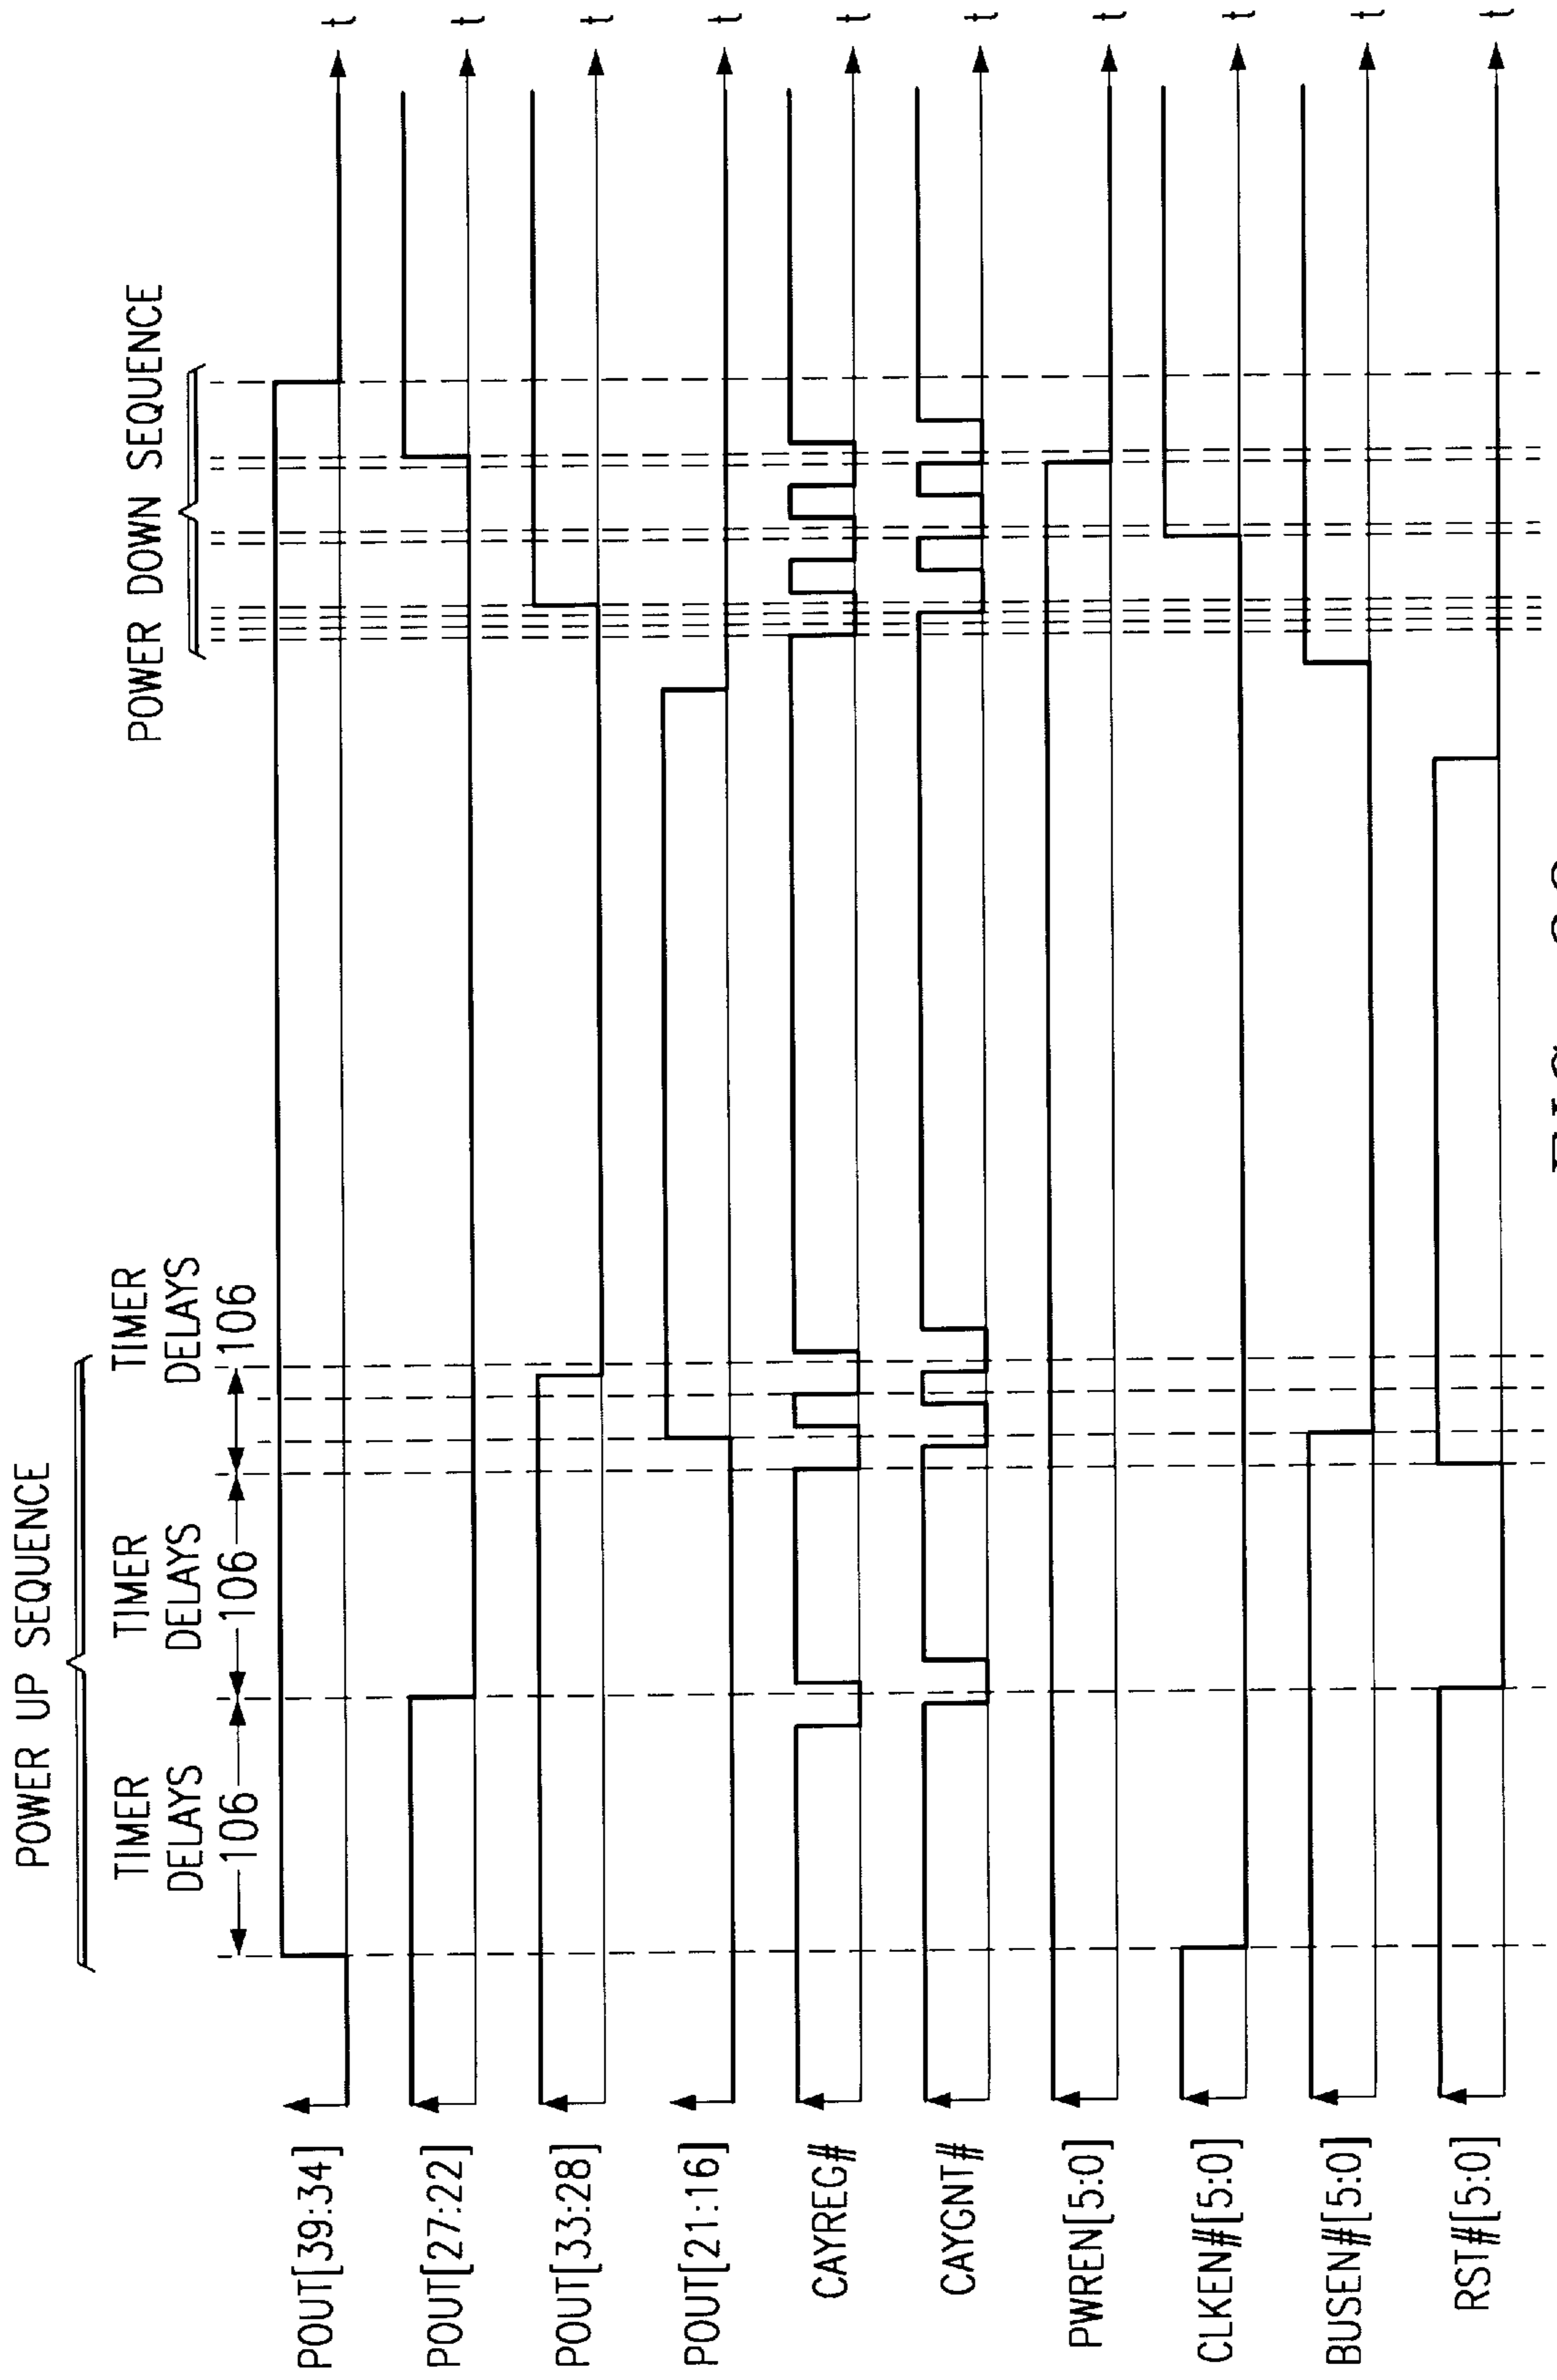 POWER UP SEQUENCE
POWER DOWN SEQUENCE
TIMER
DELAYS
106
TIMER
DELAYS
106
TIMER
DELAYS
106
POUT[39:34]
t
POUT[27:22]
t
POUT[33:28]
t
POUT[21:16]
t
CAYREG#
t
CAYGNT#
t
PWREN[5:0]
t
CLKEN#[5:0]
t
BUSEN#[5:0]
t
RST#[5:0]
t